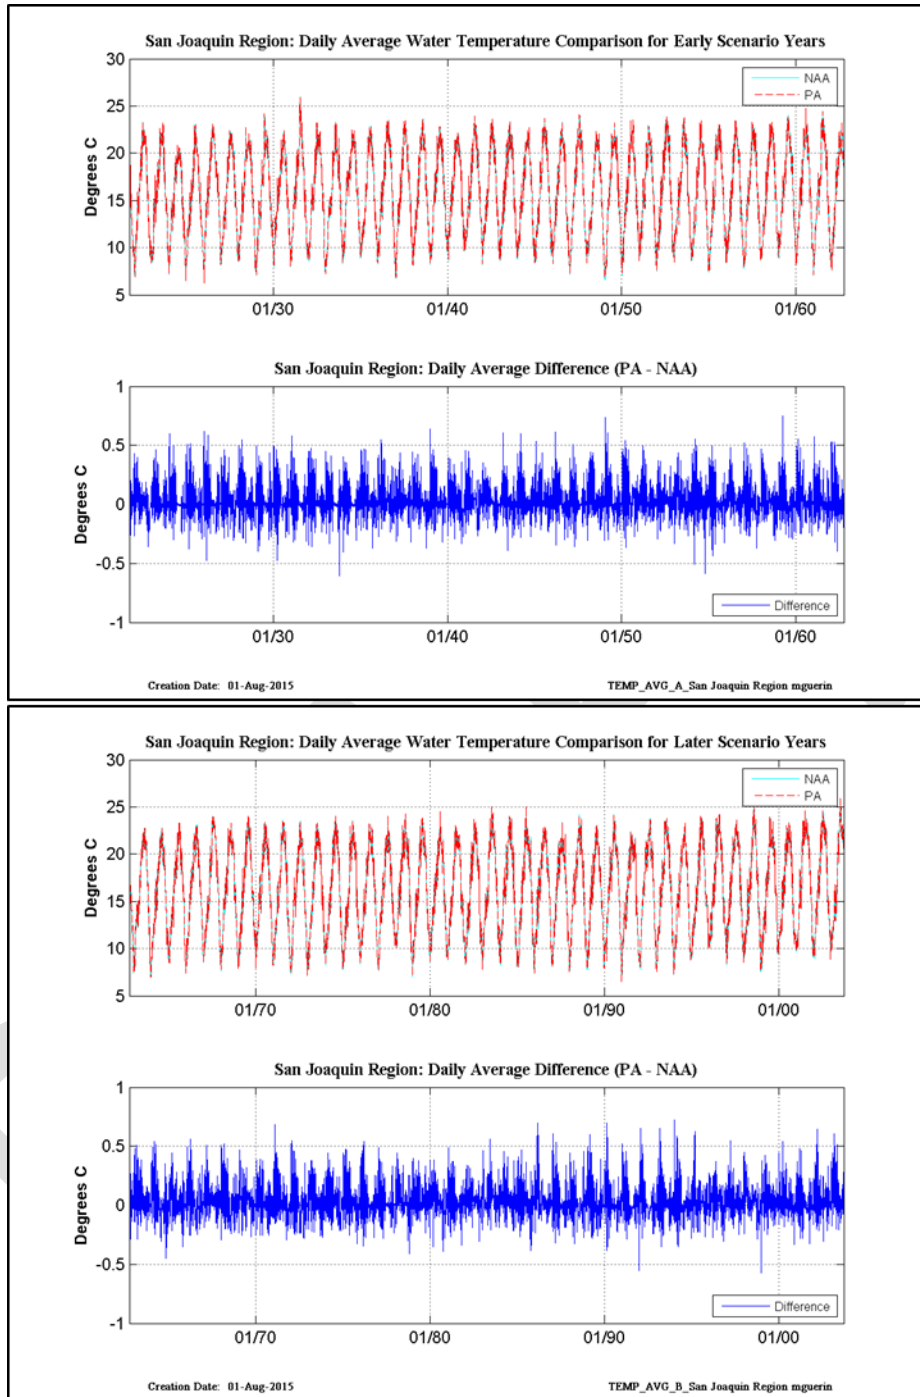 San Joaquin Region: Daily Average Water Temperature Comparison for Early Scenario Years
30
25
20
15
10
5
Degrees C
NAA
PA
01/30 01/40 01/50 01/60
San Joaquin Region: Daily Average Difference (PA - NAA)
1
0.5
0
-0.5
-1
Degrees C
Difference
01/30 01/40 01/50 01/60
Creation Date: 01-Aug-2015 TEMP_AVG_A_San Joaquin Region mguerin
San Joaquin Region: Daily Average Water Temperature Comparison for Later Scenario Years
30
25
20
15
10
5
Degrees C
NAA
PA
01/70 01/80 01/90 01/00
San Joaquin Region: Daily Average Difference (PA - NAA)
1
0.5
0
-0.5
-1
Degrees C
Difference
01/70 01/80 01/90 01/00
Creation Date: 01-Aug-2015 TEMP_AVG_B_San Joaquin Region mguerin